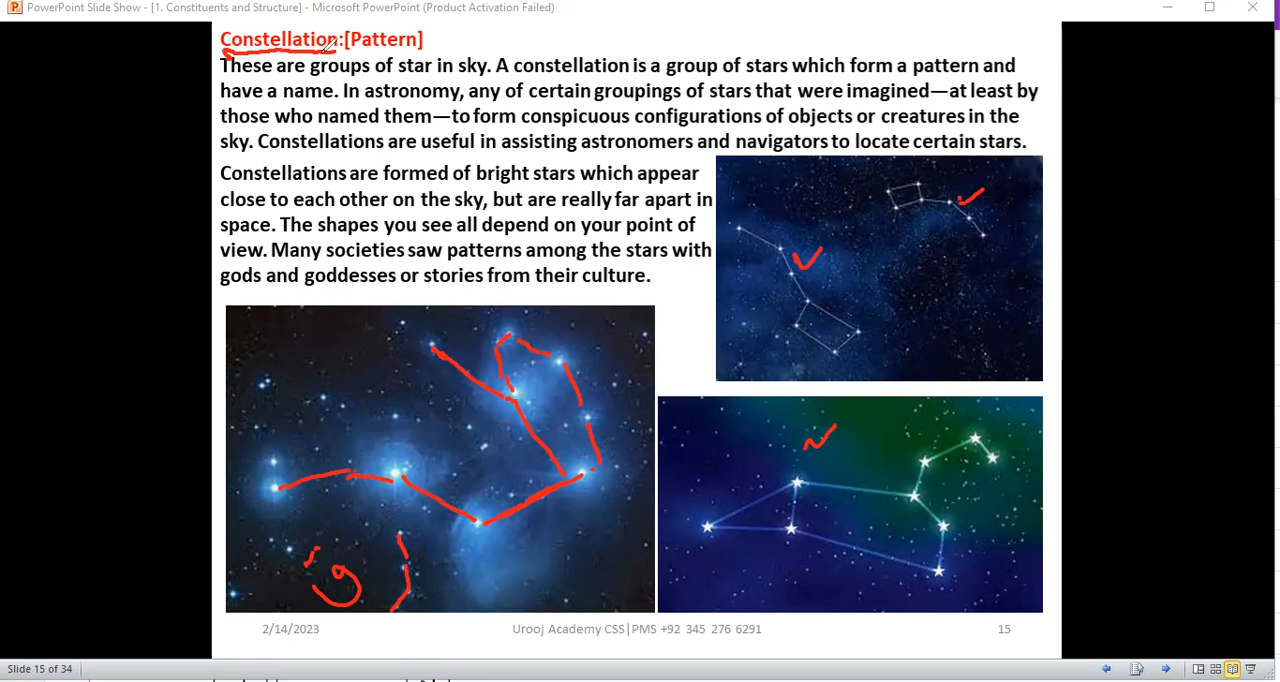 PowerPoint Slide Show - [1. Constituents and Structure] - Microsoft PowerPoint (Product Activation Failed)
Constellation:[Pattern]
These are groups of star in sky. A constellation is a group of stars which form a pattern and
have a name. In astronomy, any of certain groupings of stars that were imagined—at least by
those who named them—to form conspicuous configurations of objects or creatures in the
sky. Constellations are useful in assisting astronomers and navigators to locate certain stars.
Constellations are formed of bright stars which appear
close to each other on the sky, but are really far apart in
space. The shapes you see all depend on your point of
view. Many societies saw patterns among the stars with
gods and goddesses or stories from their culture.
2/14/2023
Urooj Academy CSS|PMS +92 345 276 6291
15
Slide 15 of 34